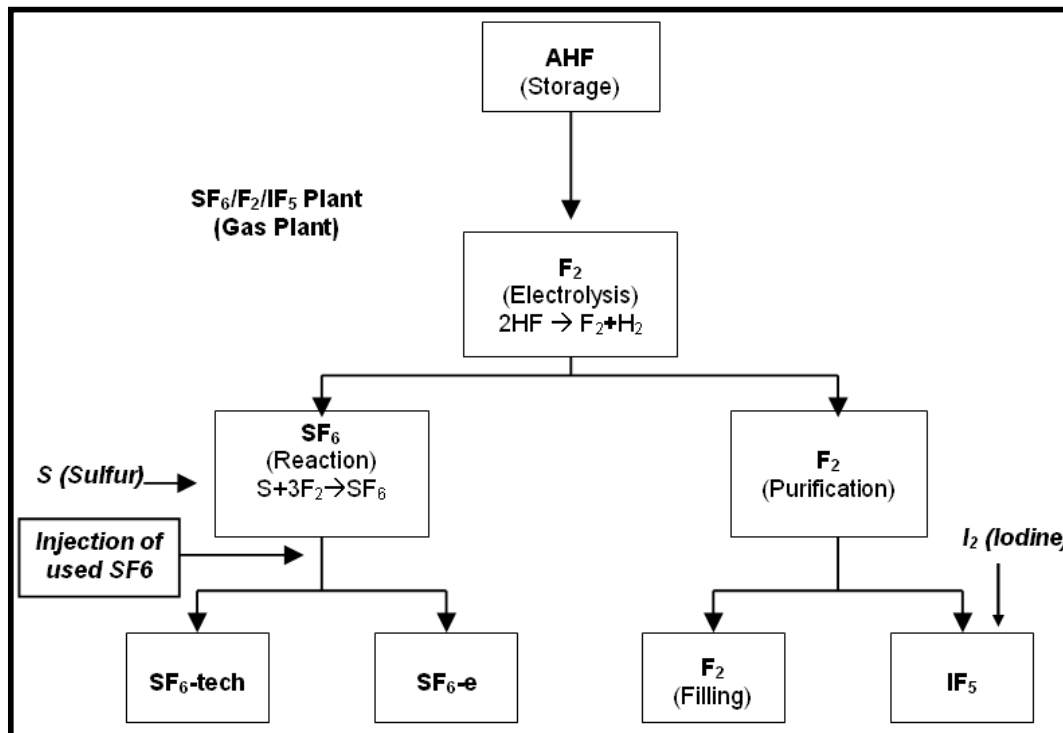 AHF
(Storage)
SF₆/F₂/IF₅ Plant
(Gas Plant)
F₂
(Electrolysis)
2HF → F₂+H₂
SF₆
(Reaction)
S+3F₂→SF₆
F₂
(Purification)
S (Sulfur)
Injection of
used SF6
I₂ (Iodine)
SF₆-tech
SF₆-e
F₂
(Filling)
IF₅